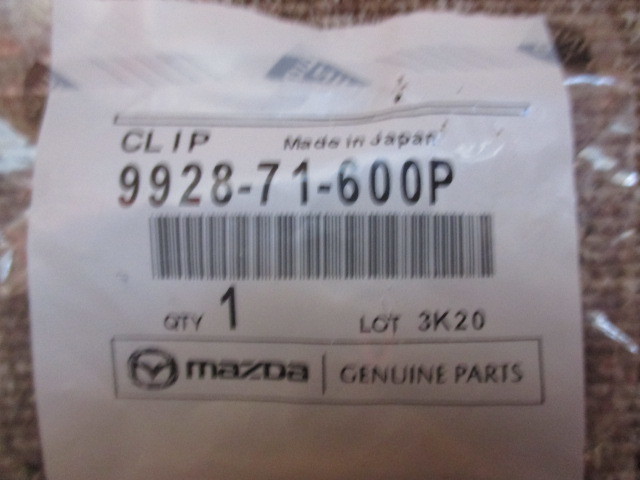 CLIP Made in Japan
9928-71-600P
QTY 1 LOT 3K20
mazda GENUINE PARTS